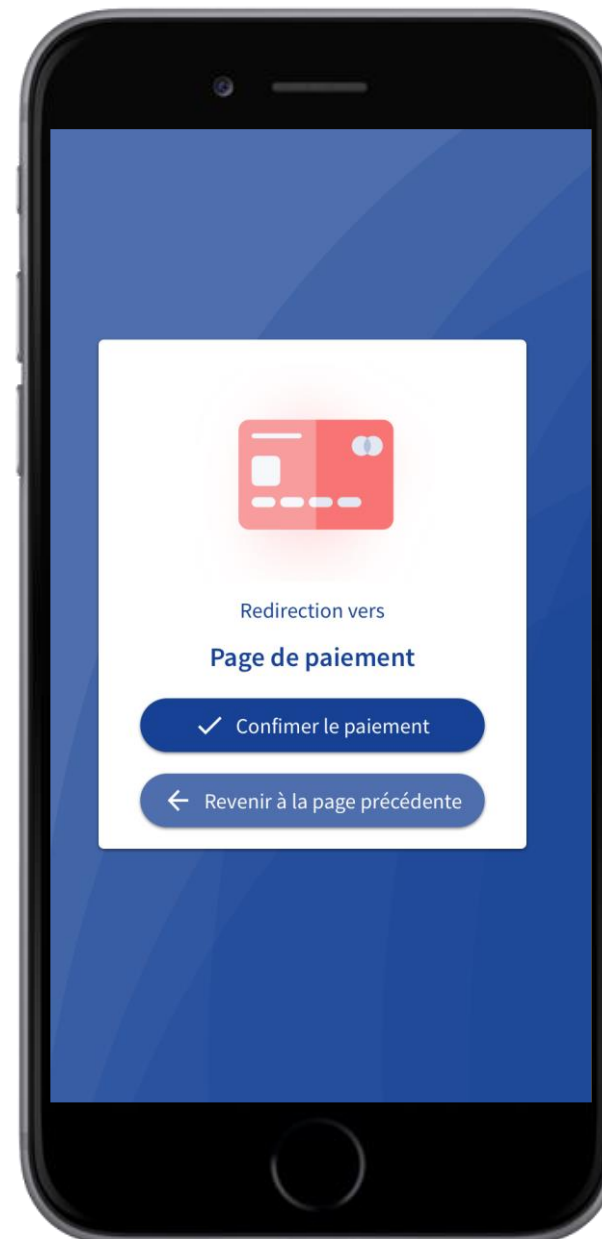 Redirection vers
Page de paiement
Confimer le paiement
Revenir à la page précédente